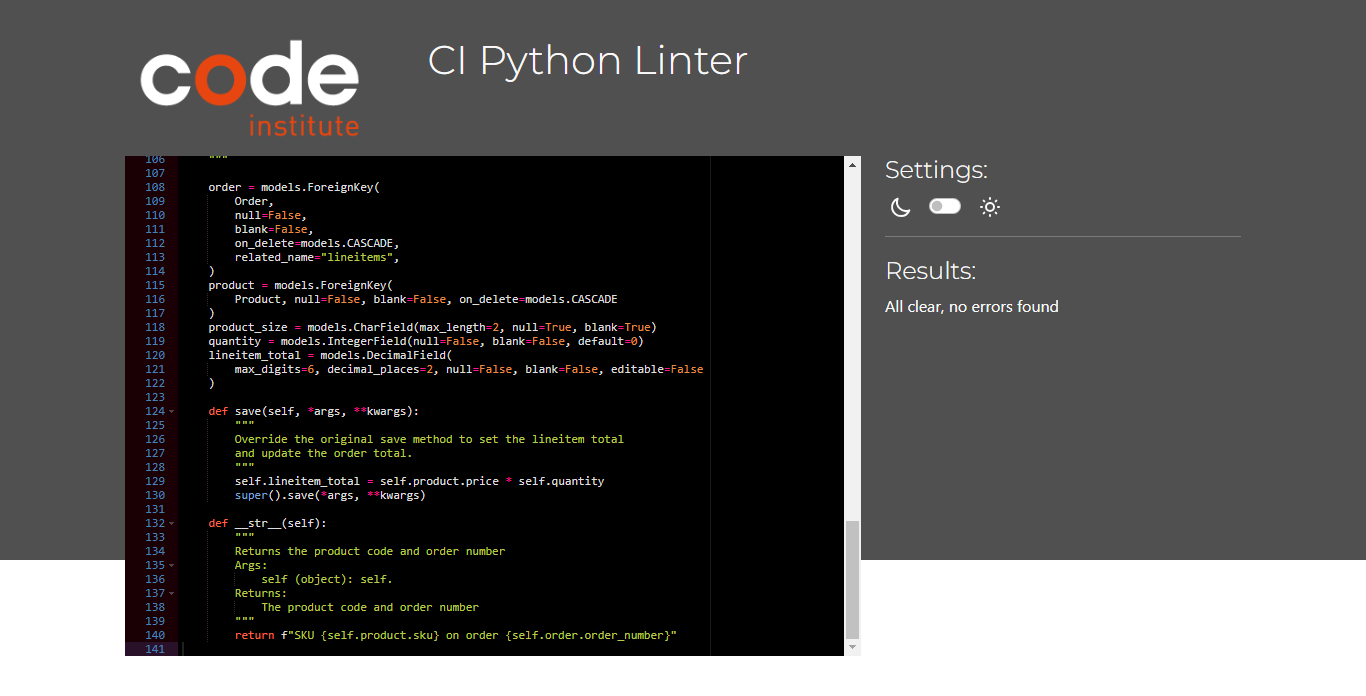 code
institute
CI Python Linter
106 """
107
108 order = models.ForeignKey(
109 Order,
110 null=False,
111 blank=False,
112 on_delete=models.CASCADE,
113 related_name="lineitems",
114 )
115 product = models.ForeignKey(
116 Product, null=False, blank=False, on_delete=models.CASCADE
117 )
118 product_size = models.CharField(max_length=2, null=True, blank=True)
119 quantity = models.IntegerField(null=False, blank=False, default=0)
120 lineitem_total = models.DecimalField(
121 max_digits=6, decimal_places=2, null=False, blank=False, editable=False
122 )
123
124 def save(self, *args, **kwargs):
125 """
126 Override the original save method to set the lineitem total
127 and update the order total.
128 """
129 self.lineitem_total = self.product.price * self.quantity
130 super().save(*args, **kwargs)
131
132 def __str__(self):
133 """
134 Returns the product code and order number
135 Args:
136 self (object): self.
137 Returns:
138 The product code and order number
139 """
140 return f"SKU {self.product.sku} on order {self.order.order_number}"
141
Settings:
Results:
All clear, no errors found